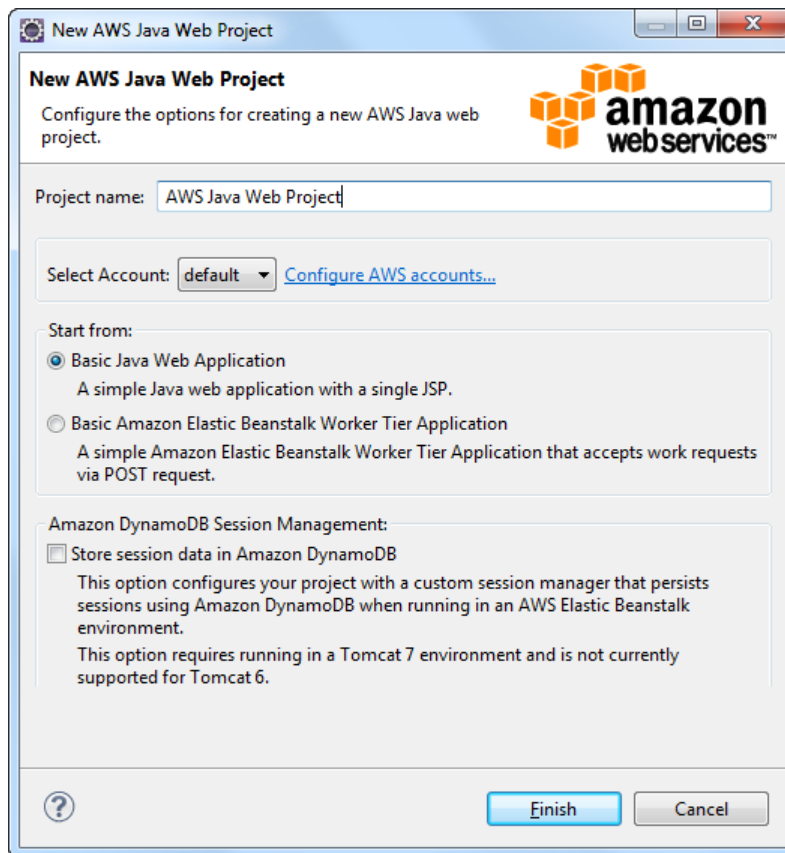 New AWS Java Web Project
New AWS Java Web Project
Configure the options for creating a new AWS Java web
project.
amazon
webservices™
Project name: AWS Java Web Project
Select Account: default Configure AWS accounts...
Start from:
Basic Java Web Application
A simple Java web application with a single JSP.
Basic Amazon Elastic Beanstalk Worker Tier Application
A simple Amazon Elastic Beanstalk Worker Tier Application that accepts work requests
via POST request.
Amazon DynamoDB Session Management:
Store session data in Amazon DynamoDB
This option configures your project with a custom session manager that persists
sessions using Amazon DynamoDB when running in an AWS Elastic Beanstalk
environment.
This option requires running in a Tomcat 7 environment and is not currently
supported for Tomcat 6.
? Finish Cancel